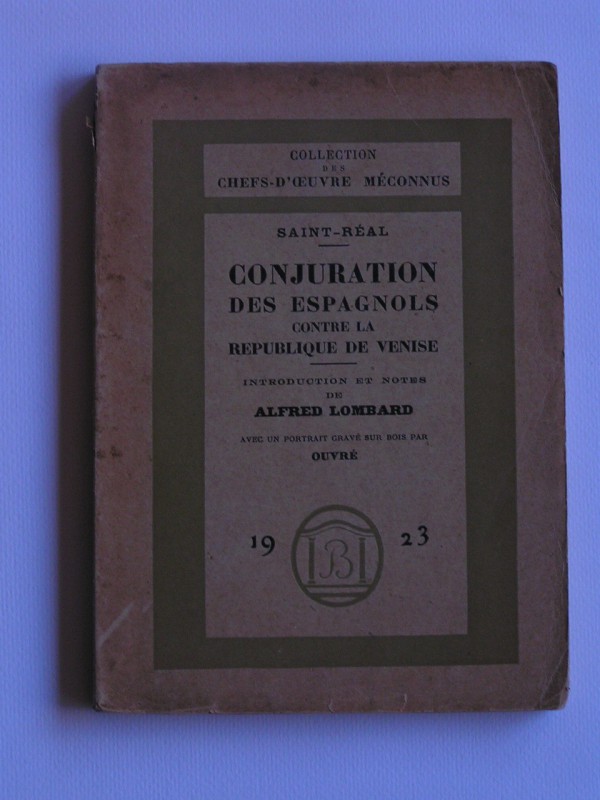 COLLECTION
DES
CHEFS-D'ŒUVRE MÉCONNUS
SAINT-RÉAL
CONJURATION
DES ESPAGNOLS
CONTRE LA
REPUBLIQUE DE VENISE
INTRODUCTION ET NOTES
DE
ALFRED LOMBARD
AVEC UN PORTRAIT GRAVÉ SUR BOIS PAR
OUVRÉ
19 B 23